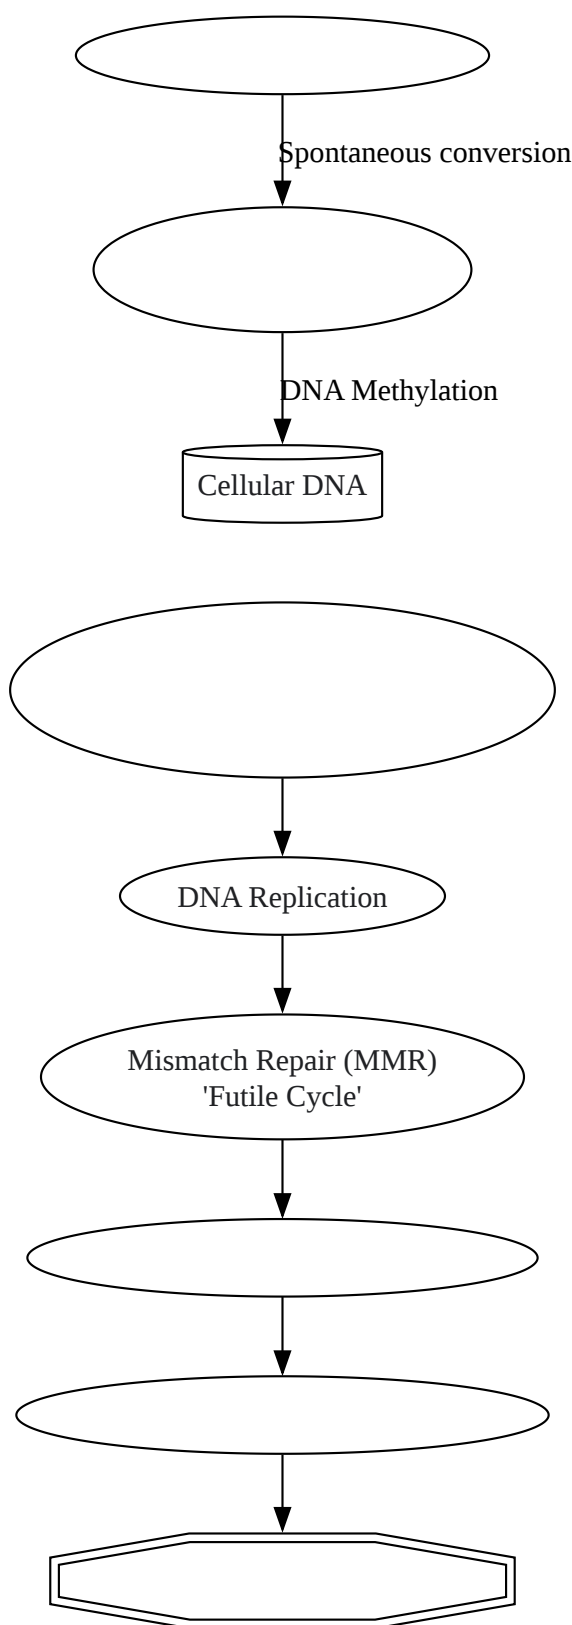 Spontaneous conversion
DNA Methylation
Cellular DNA
DNA Replication
Mismatch Repair (MMR)
'Futile Cycle'